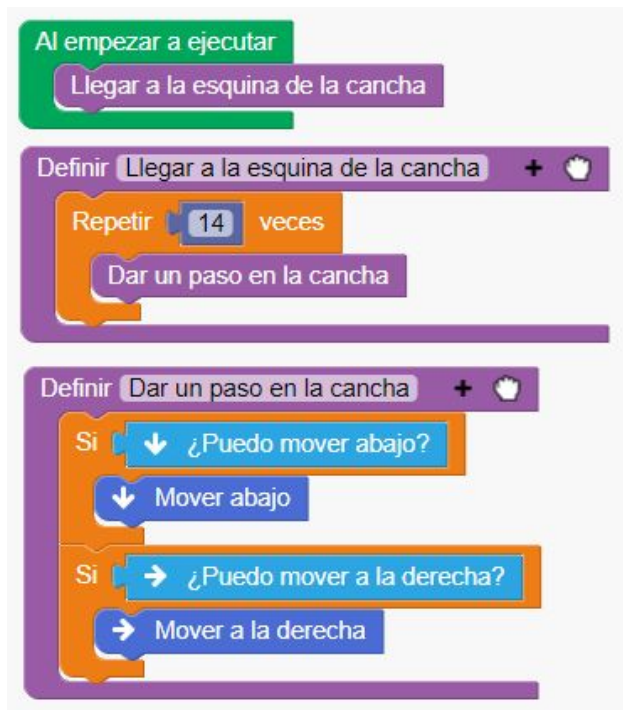 Al empezar a ejecutar
Llegar a la esquina de la cancha
Definir Llegar a la esquina de la cancha +
Repetir 14 veces
Dar un paso en la cancha
Definir Dar un paso en la cancha +
Si ↓ ¿Puedo mover abajo?
↓ Mover abajo
Si → ¿Puedo mover a la derecha?
→ Mover a la derecha